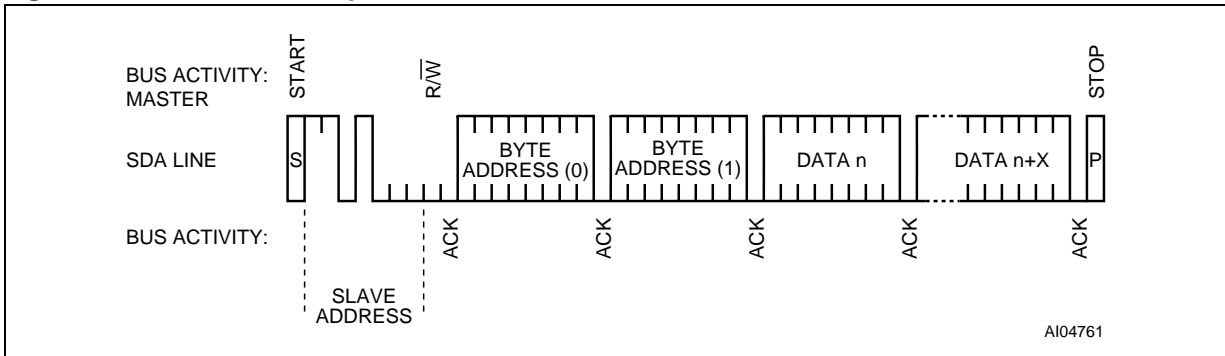 START
R/W
STOP
BUS ACTIVITY:
MASTER
SDA LINE
S
BYTE
ADDRESS (0)
BYTE
ADDRESS (1)
DATA n
DATA n+X
P
BUS ACTIVITY:
ACK
ACK
ACK
ACK
ACK
SLAVE
ADDRESS
AI04761